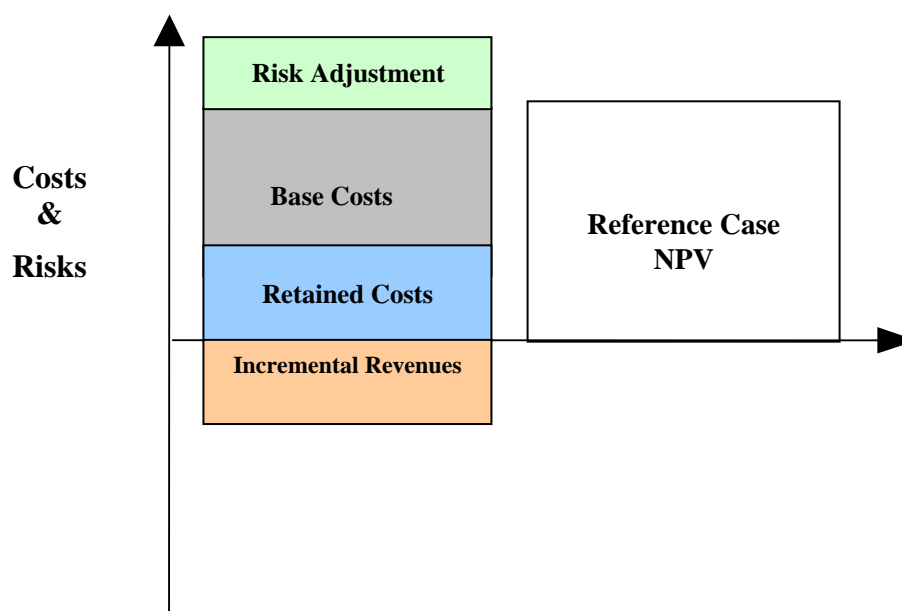 Costs
&
Risks
Risk Adjustment
Base Costs
Retained Costs
Incremental Revenues
Reference Case
NPV